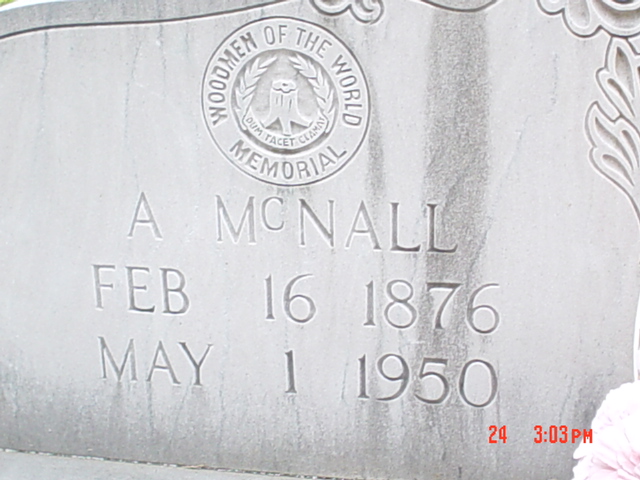 WOODMEN OF THE WORLD
DUM TACET CLAMAT
MEMORIAL
A McNALL
FEB 16 1876
MAY 1 1950
24 3:03PM